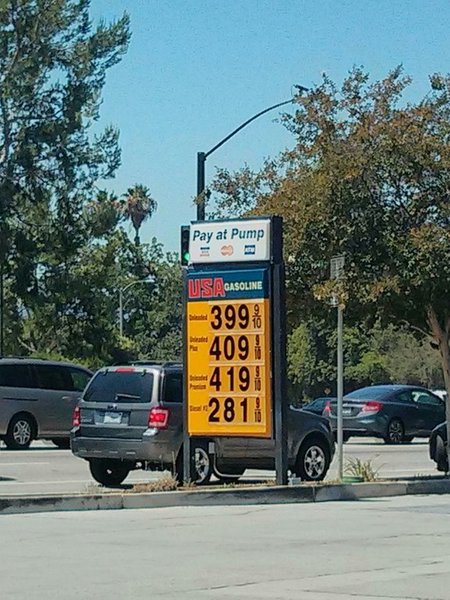 Pay at Pump
USA GASOLINE
Unleaded 399 9/10
Unleaded Plus 409 9/10
Unleaded Premium 419 9/10
Diesel #2 281 9/10